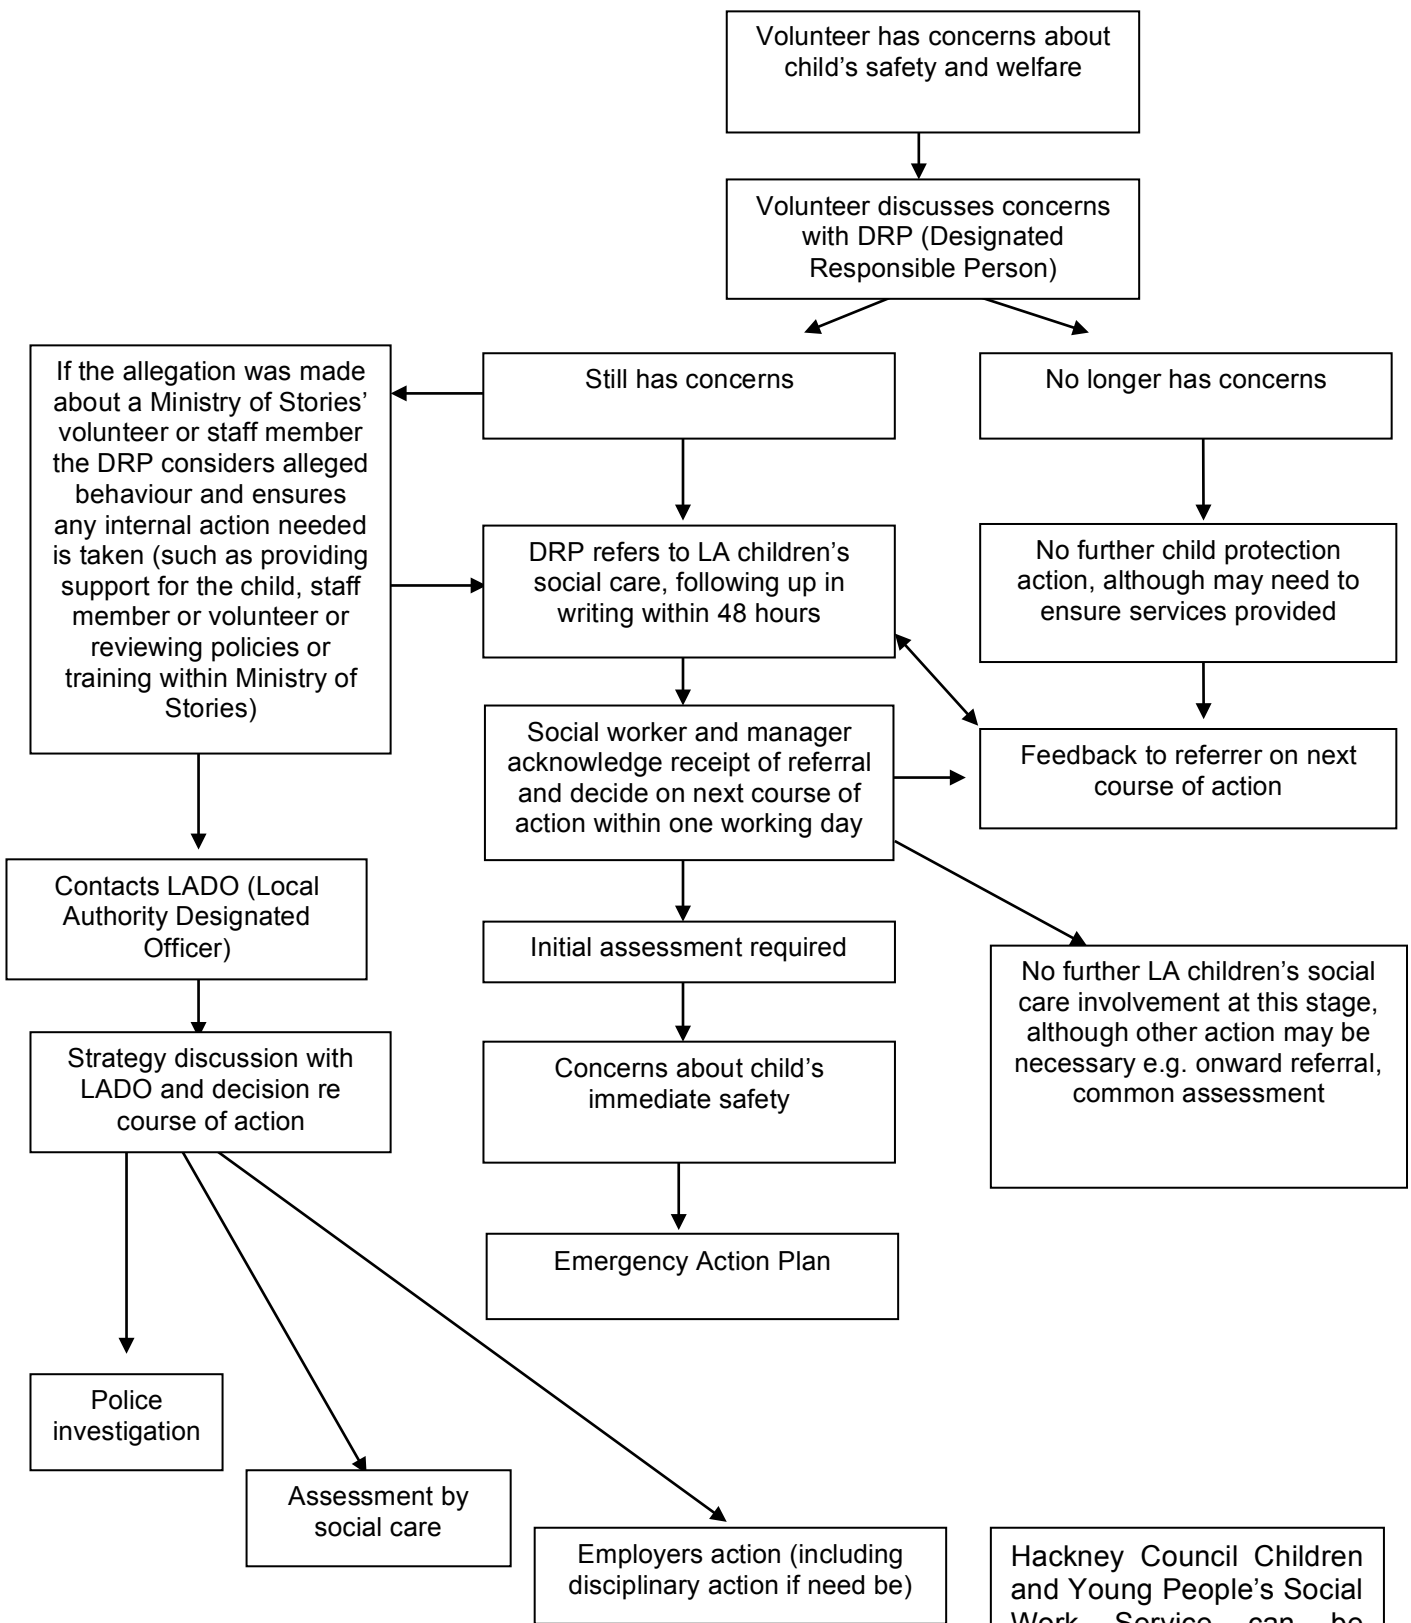 Volunteer has concerns about
child's safety and welfare
Volunteer discusses concerns
with DRP (Designated
Responsible Person)
If the allegation was made
about a Ministry of Stories'
volunteer or staff member
the DRP considers alleged
behaviour and ensures
any internal action needed
is taken (such as providing
support for the child, staff
member or volunteer or
reviewing policies or
training within Ministry of
Stories)
Still has concerns
No longer has concerns
DRP refers to LA children's
social care, following up in
writing within 48 hours
No further child protection
action, although may need to
ensure services provided
Social worker and manager
acknowledge receipt of referral
and decide on next course of
action within one working day
Feedback to referrer on next
course of action
Contacts LADO (Local
Authority Designated
Officer)
Initial assessment required
No further LA children's social
care involvement at this stage,
although other action may be
necessary e.g. onward referral,
common assessment
Strategy discussion with
LADO and decision re
course of action
Concerns about child's
immediate safety
Emergency Action Plan
Police
investigation
Assessment by
social care
Employers action (including
disciplinary action if need be)
Hackney Council Children
and Young People's Social
Work Service can be